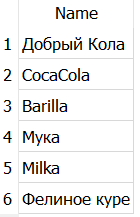 Name
1 Добрый Кола
2 CocaCola
3 Barilla
4 Мука
5 Milka
6 Фелиное куре